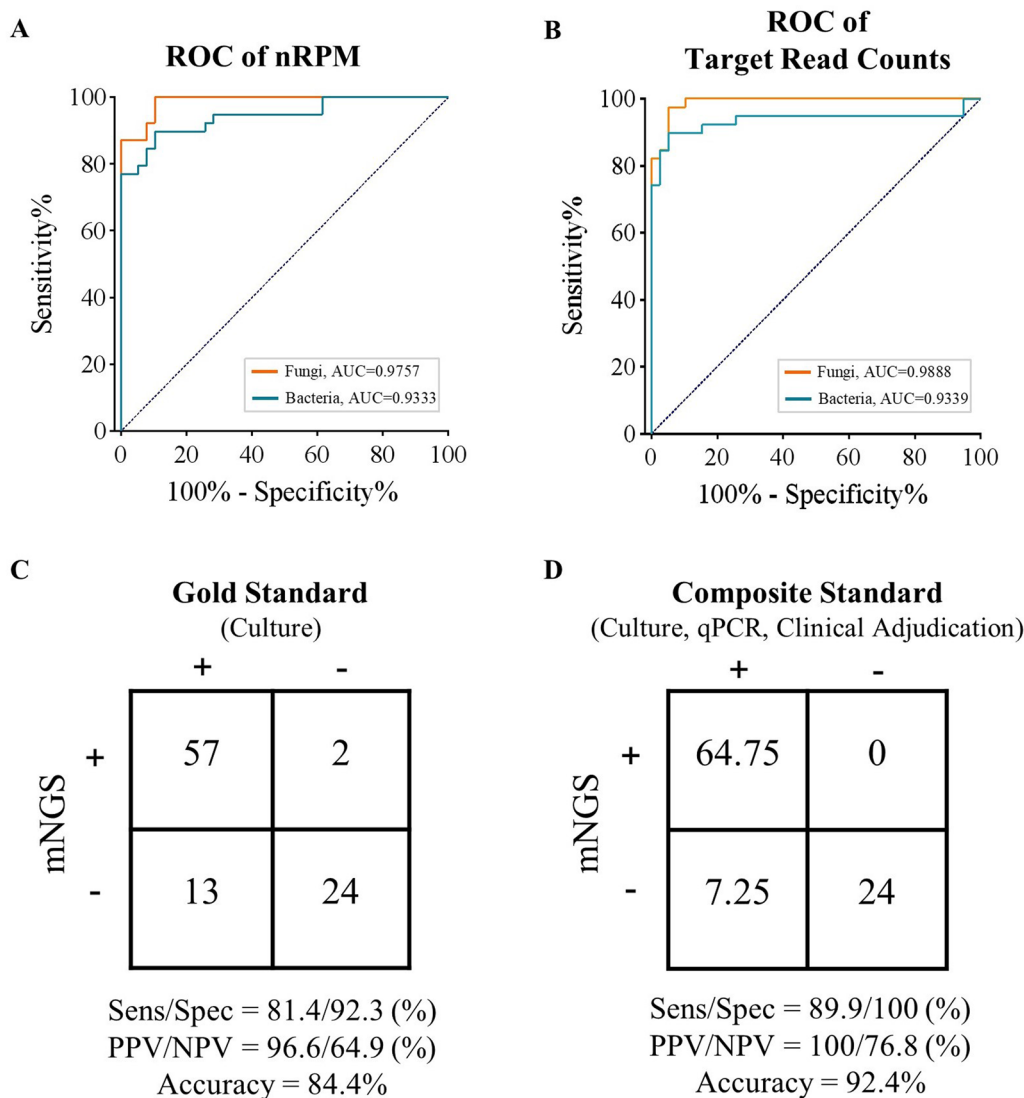 A
ROC of nRPM
100
80
60
40
20
0
0 20 40 60 80 100
Sensitivity%
100% - Specificity%
Fungi, AUC=0.9757
Bacteria, AUC=0.9333
B
ROC of
Target Read Counts
100
80
60
40
20
0
0 20 40 60 80 100
Sensitivity%
100% - Specificity%
Fungi, AUC=0.9888
Bacteria, AUC=0.9339
C
Gold Standard
(Culture)
+ -
mNGS
+ 57 2
- 13 24
Sens/Spec = 81.4/92.3 (%)
PPV/NPV = 96.6/64.9 (%)
Accuracy = 84.4%
D
Composite Standard
(Culture, qPCR, Clinical Adjudication)
+ -
mNGS
+ 64.75 0
- 7.25 24
Sens/Spec = 89.9/100 (%)
PPV/NPV = 100/76.8 (%)
Accuracy = 92.4%